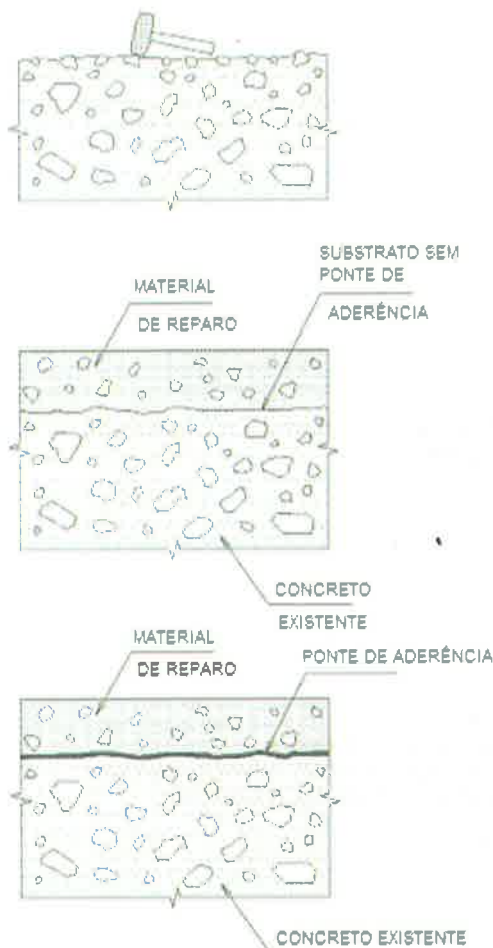 SUBSTRATO SEM
PONTE DE
ADERÊNCIA
MATERIAL
DE REPARO
CONCRETO
EXISTENTE
MATERIAL
DE REPARO
PONTE DE ADERÊNCIA
CONCRETO EXISTENTE